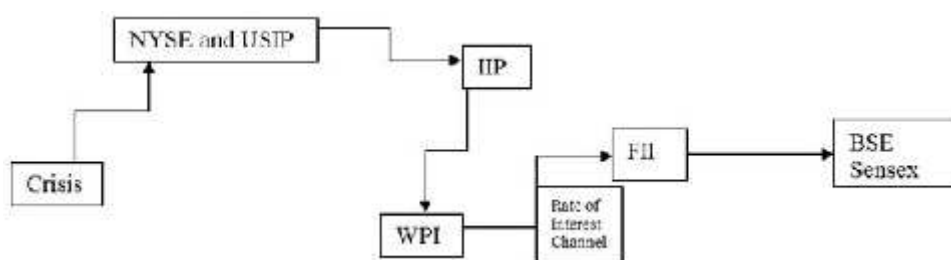 NYSE and USIP
IIP
FII
BSE
Sensex
Crisis
Rate of
Interest
Channel
WPI